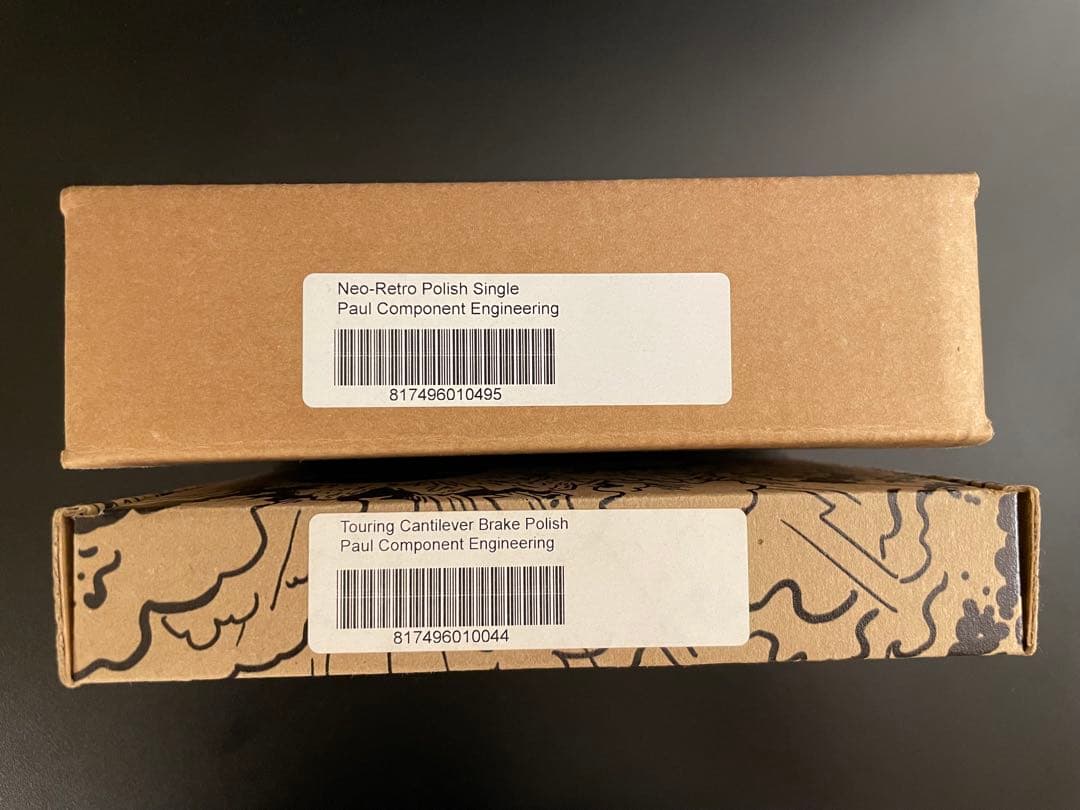 Neo-Retro Polish Single
Paul Component Engineering
817496010495
Touring Cantilever Brake Polish
Paul Component Engineering
817496010044